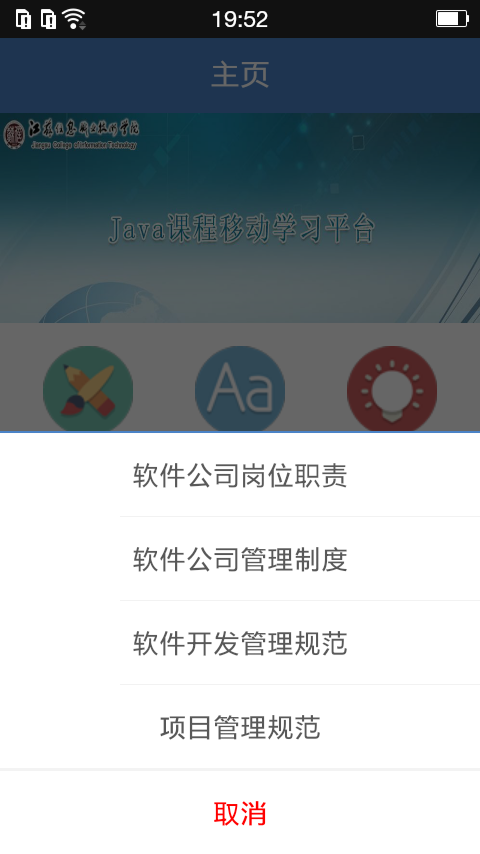 19:52
主页
江苏信息职业技术学院
Jiangsu College of Information Technology
Java课程移动学习平台
Aa
软件公司岗位职责
软件公司管理制度
软件开发管理规范
项目管理规范
取消